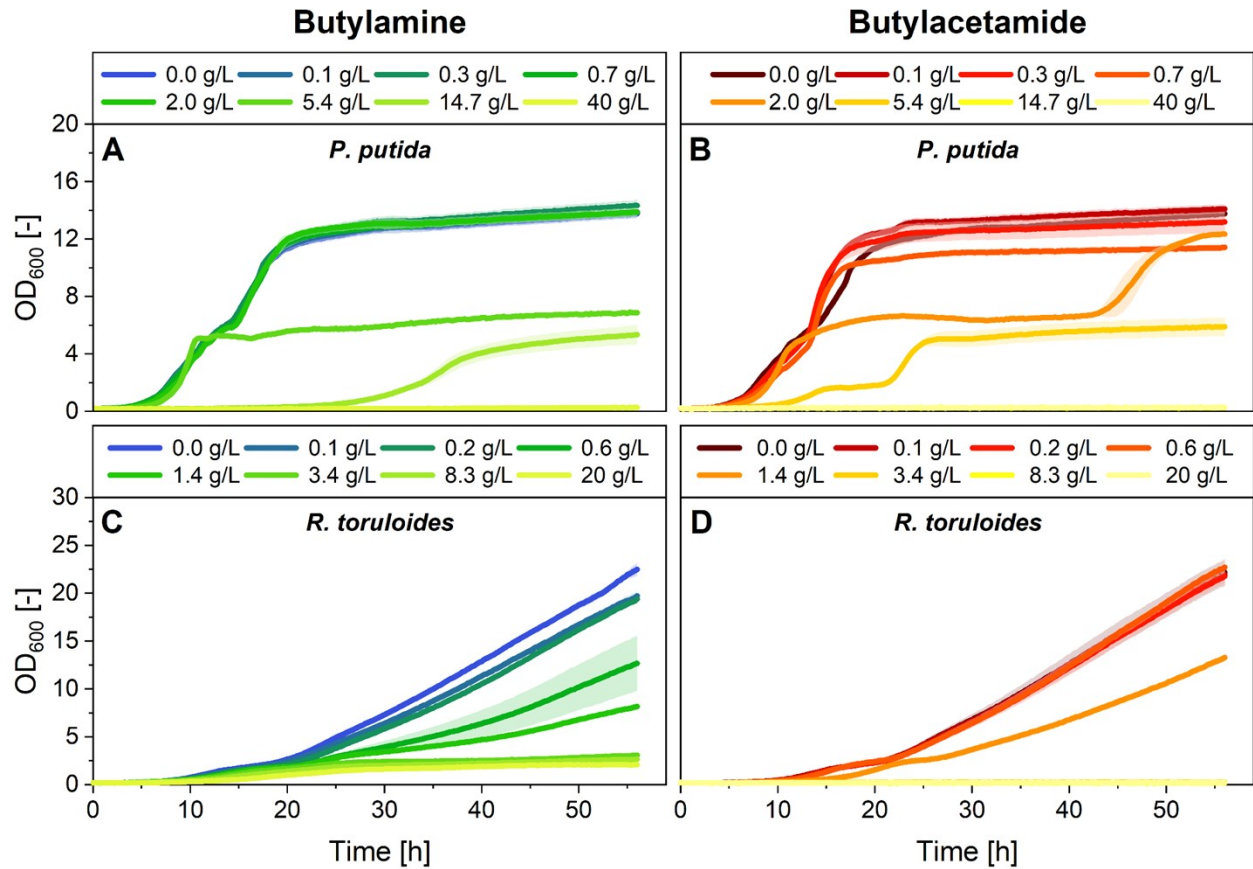 Butylamine
Butylacetamide
0.0 g/L 0.1 g/L 0.3 g/L 0.7 g/L
2.0 g/L 5.4 g/L 14.7 g/L 40 g/L
0.0 g/L 0.1 g/L 0.3 g/L 0.7 g/L
2.0 g/L 5.4 g/L 14.7 g/L 40 g/L
A
P. putida
B
P. putida
OD600 [-]
20
16
12
8
4
0
0.0 g/L 0.1 g/L 0.2 g/L 0.6 g/L
1.4 g/L 3.4 g/L 8.3 g/L 20 g/L
0.0 g/L 0.1 g/L 0.2 g/L 0.6 g/L
1.4 g/L 3.4 g/L 8.3 g/L 20 g/L
C
R. toruloides
D
R. toruloides
OD600 [-]
30
25
20
15
10
5
0
0 10 20 30 40 50
0 10 20 30 40 50
Time [h]
Time [h]